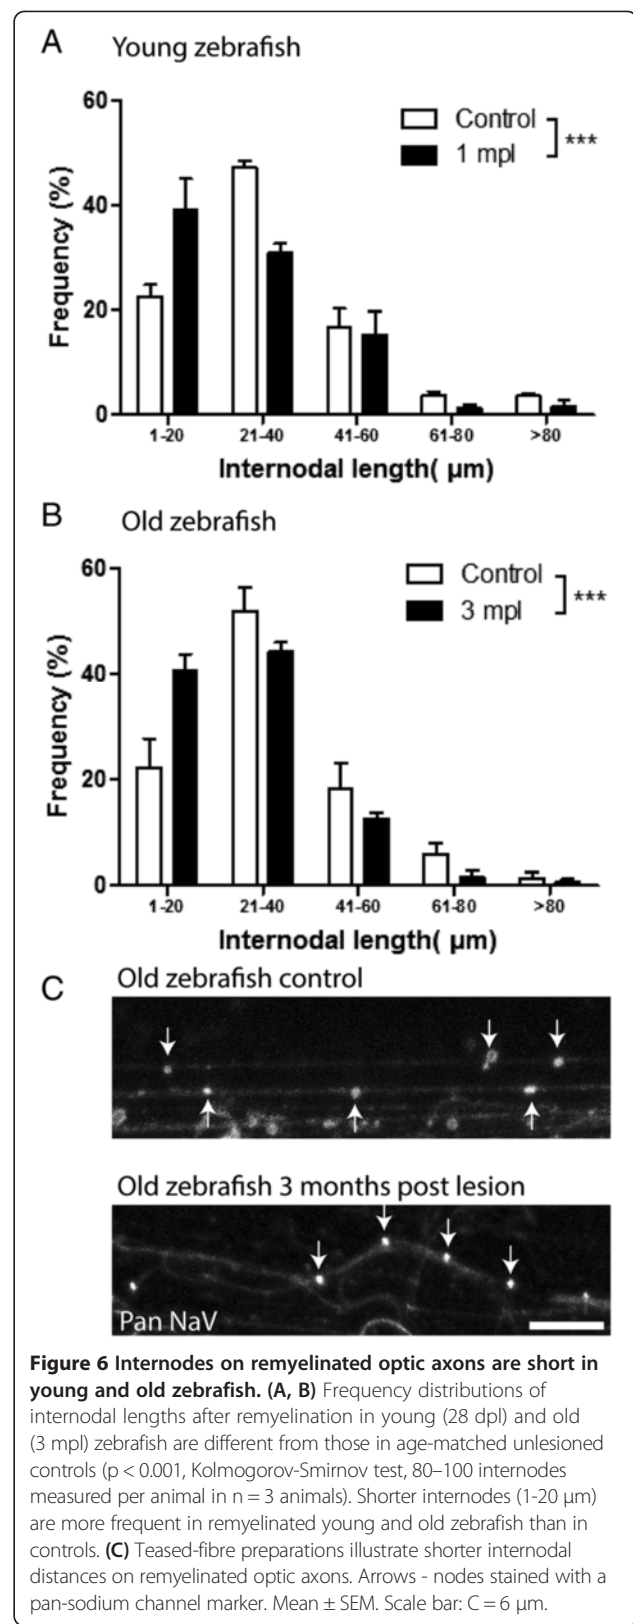 A
Young zebrafish
60
40
20
0
Frequency (%)
Control
1 mpl
***
1-20 21-40 41-60 61-80 >80
Internodal length( µm)
B
Old zebrafish
60
40
20
0
Frequency (%)
Control
3 mpl
***
1-20 21-40 41-60 61-80 >80
Internodal length( µm)
C
Old zebrafish control
Old zebrafish 3 months post lesion
Pan NaV
Figure 6 Internodes on remyelinated optic axons are short in
young and old zebrafish. (A, B) Frequency distributions of
internodal lengths after remyelination in young (28 dpl) and old
(3 mpl) zebrafish are different from those in age-matched unlesioned
controls (p < 0.001, Kolmogorov-Smirnov test, 80–100 internodes
measured per animal in n = 3 animals). Shorter internodes (1-20 µm)
are more frequent in remyelinated young and old zebrafish than in
controls. (C) Teased-fibre preparations illustrate shorter internodal
distances on remyelinated optic axons. Arrows - nodes stained with a
pan-sodium channel marker. Mean ± SEM. Scale bar: C = 6 µm.